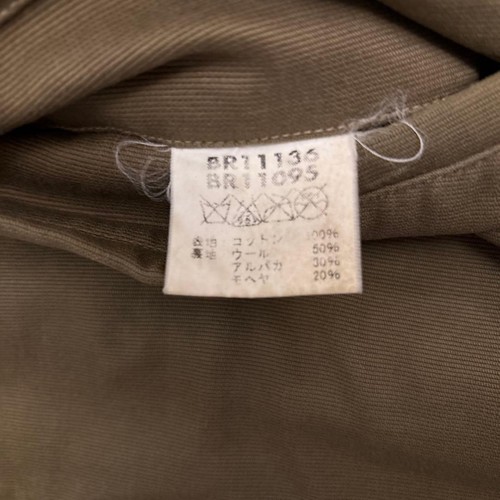 BR11136
BR11095
表地:コットン 100%
裏地:ウール 50%
アルパカ 30%
モヘヤ 20%